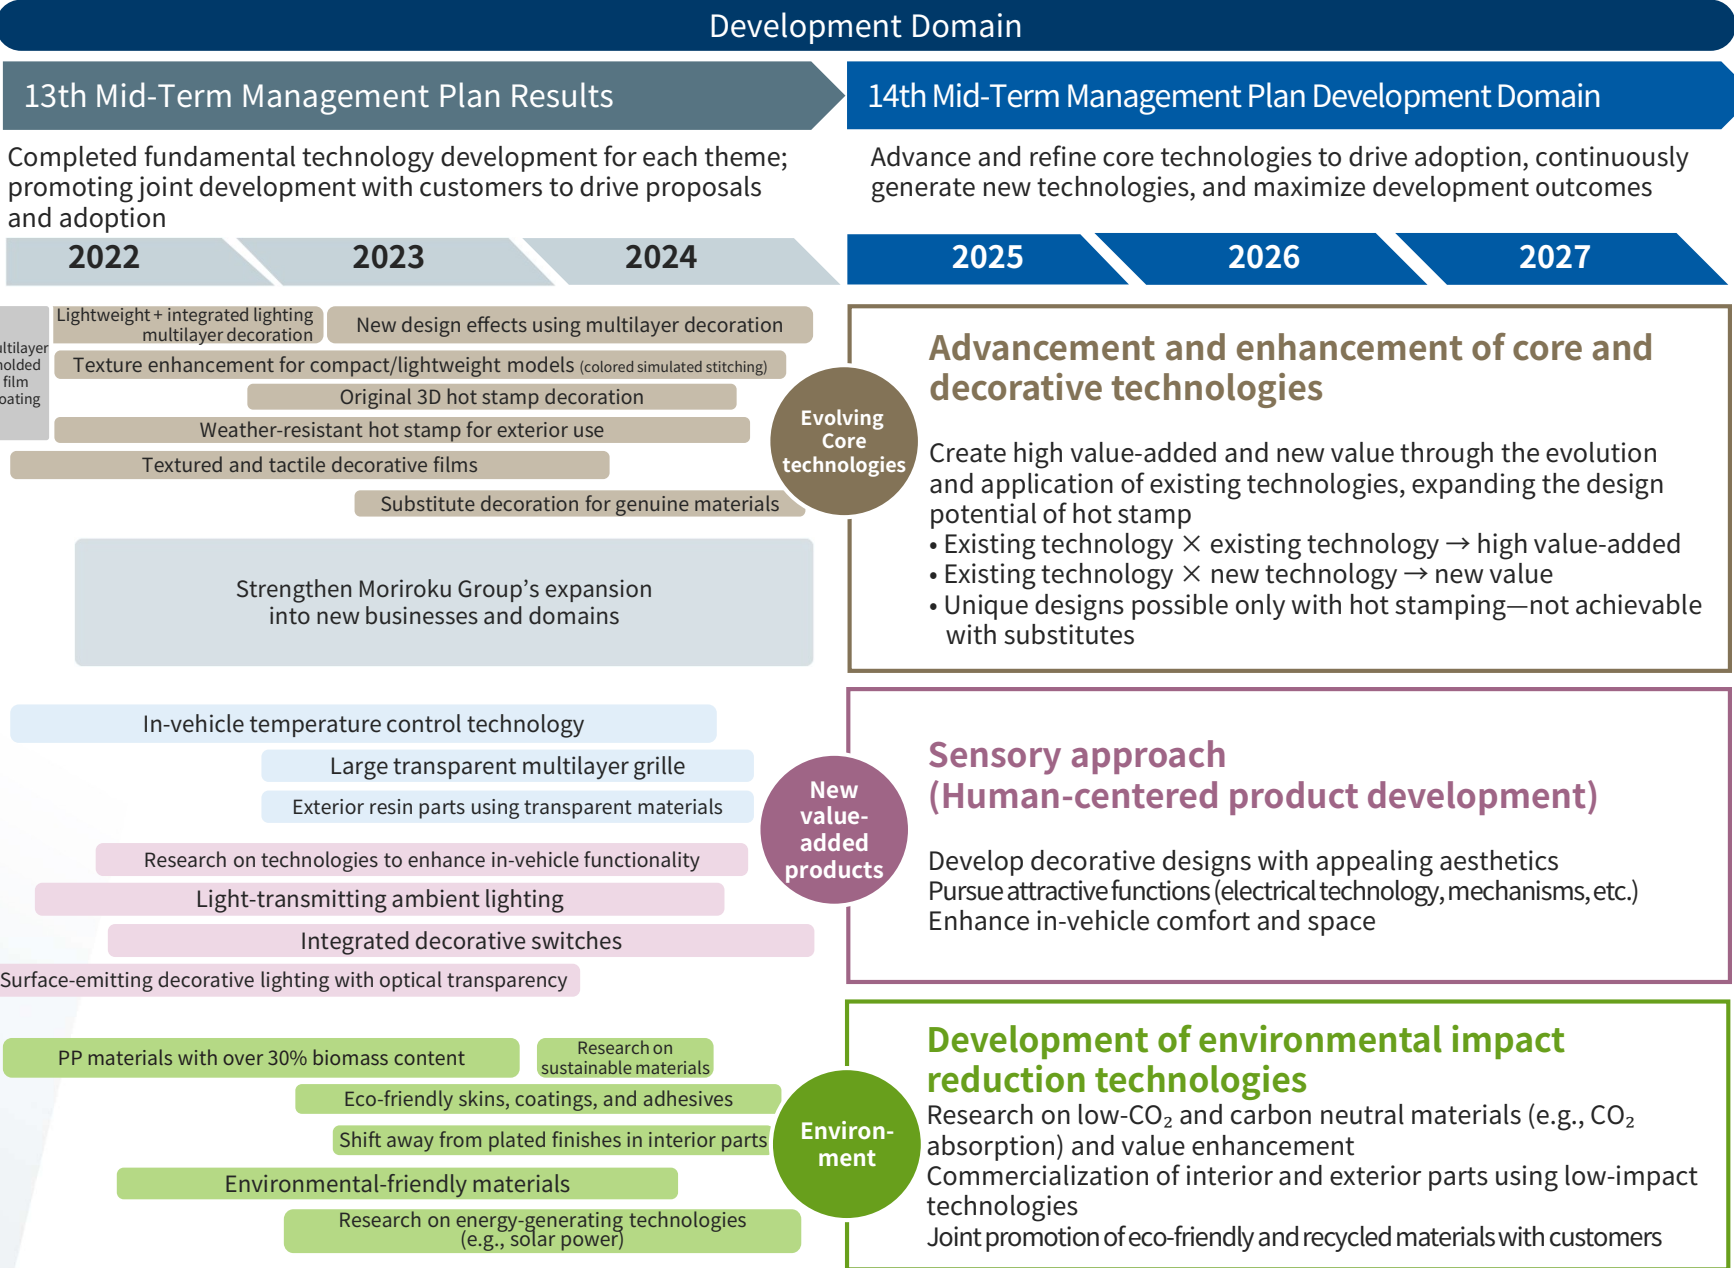 Development Domain
13th Mid-Term Management Plan Results
14th Mid-Term Management Plan Development Domain
Completed fundamental technology development for each theme;
promoting joint development with customers to drive proposals
and adoption
Advance and refine core technologies to drive adoption, continuously
generate new technologies, and maximize development outcomes
2022
2023
2024
2025
2026
2027
film
Lightweight + integrated lighting
multilayer decoration
New design effects using multilayer decoration
Texture enhancement for compact/lightweight models (colored simulated stitching)
Original 3D hot stamp decoration
Weather-resistant hot stamp for exterior use
Textured and tactile decorative films
Substitute decoration for genuine materials
Strengthen Moriroku Group’s expansion
into new businesses and domains
Evolving
Core
technologies
Advancement and enhancement of core and
decorative technologies
Create high value-added and new value through the evolution
and application of existing technologies, expanding the design
potential of hot stamp
• Existing technology × existing technology → high value-added
• Existing technology × new technology → new value
• Unique designs possible only with hot stamping—not achievable
with substitutes
In-vehicle temperature control technology
Large transparent multilayer grille
Exterior resin parts using transparent materials
Research on technologies to enhance in-vehicle functionality
Light-transmitting ambient lighting
Integrated decorative switches
Surface-emitting decorative lighting with optical transparency
New
value-
added
products
Sensory approach
(Human-centered product development)
Develop decorative designs with appealing aesthetics
Pursue attractive functions (electrical technology, mechanisms, etc.)
Enhance in-vehicle comfort and space
PP materials with over 30% biomass content
Research on
sustainable materials
Eco-friendly skins, coatings, and adhesives
Shift away from plated finishes in interior parts
Environmental-friendly materials
Research on energy-generating technologies
(e.g., solar power)
Environ-
ment
Development of environmental impact
reduction technologies
Research on low-CO₂ and carbon neutral materials (e.g., CO₂
absorption) and value enhancement
Commercialization of interior and exterior parts using low-impact
technologies
Joint promotion of eco-friendly and recycled materials with customers